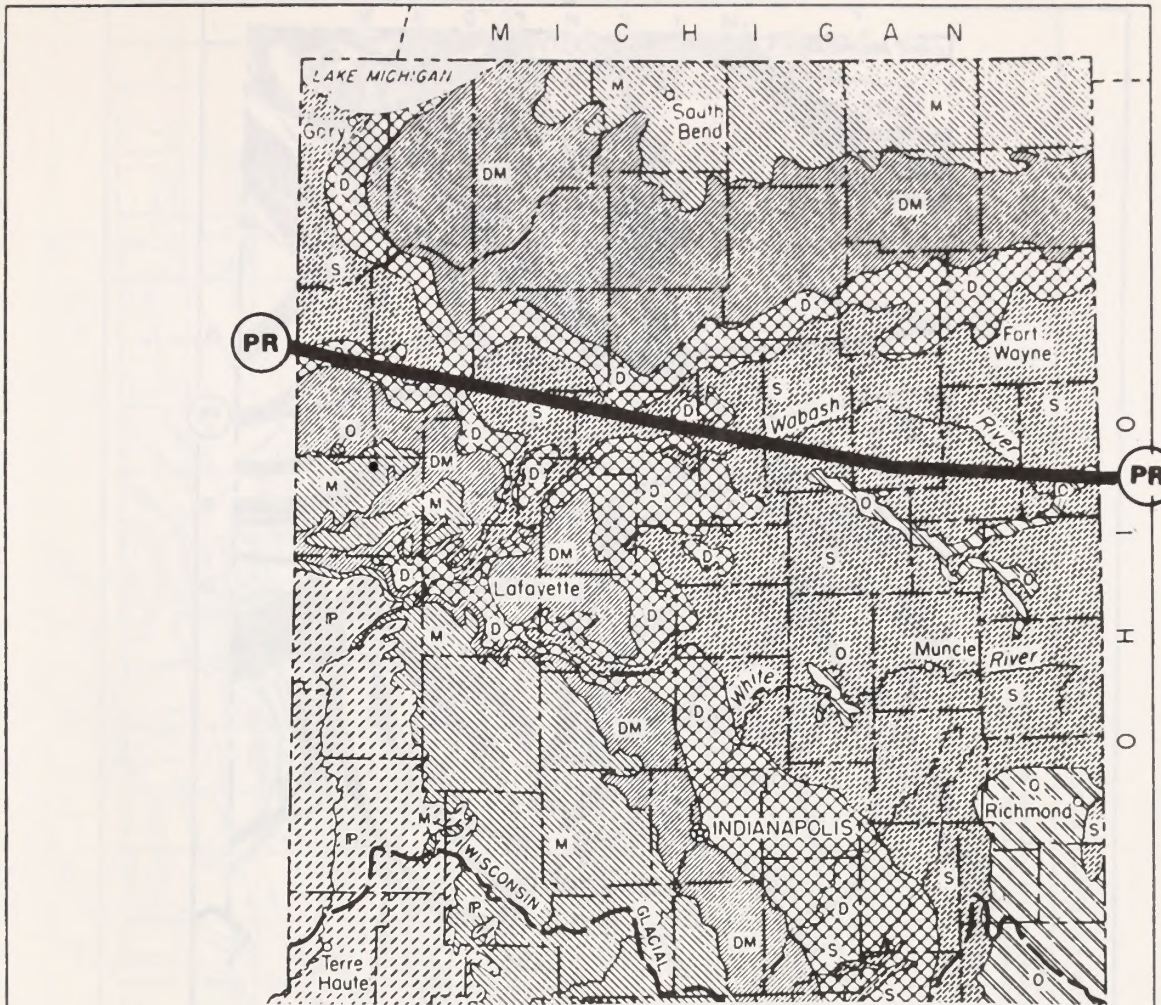 M I C H I G A N
LAKE MICHIGAN
M
South Bend
M
Gary
DM
D
DM
S
D
D
Fort Wayne
PR
D
S
S
D
Wabash River
S
O
DM
D
D
PR
M
M
D
O
D
DM
S
O
Lafayette
D
IP
M
D
O
Muncie
River
White
S
D
DM
O
Richmond
S
INDIANAPOLIS
M
IP
M
WISCONSIN GLACIAL
S
IP
D
DM
S
O
Terre Haute
S
O H I O